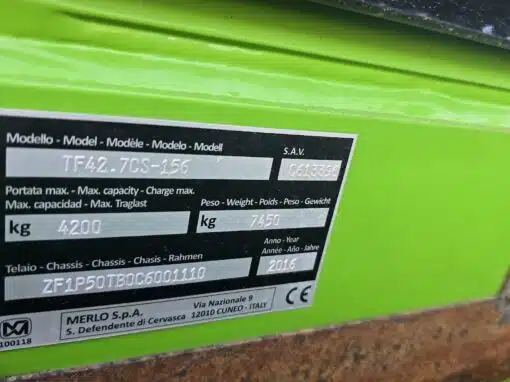 Modello - Model - Modèle - Modelo - Modell
S.A.V.
TF42.7CS-156
Portata max. - Max. capacity - Charge max.
Max. capacidad - Max. Traglast
Peso - Weight - Poids - Peso - Gewicht
kg 4200
kg 7450
Telaio - Chassis - Chassis - Chasis - Rahmen
Anno - Year
Année - Año - Jahre
ZF1P50TB0C6001110
2016
MERLO S.p.A.
S. Defendente di Cervasca
Via Nazionale 9
12010 CUNEO - ITALY
CE
100118